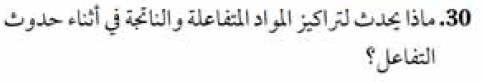 30. ماذا يحدث لتراكيز المواد المتفاعلة والناتجة في أثناء حدوث
التفاعل؟